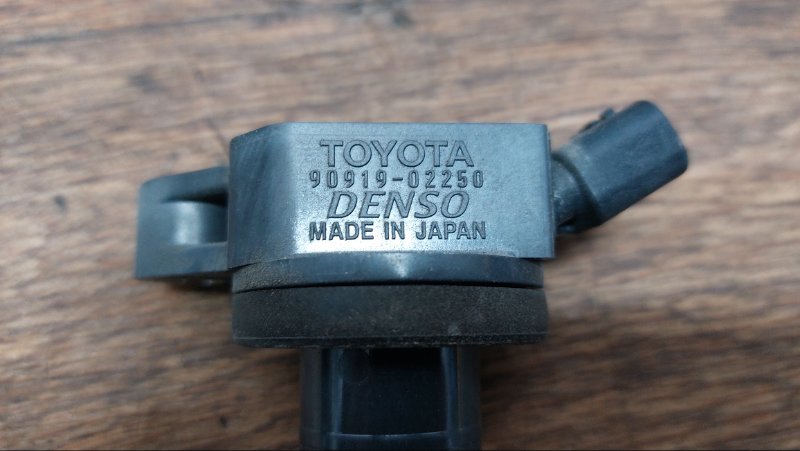 TOYOTA
90919-02250
DENSO
MADE IN JAPAN